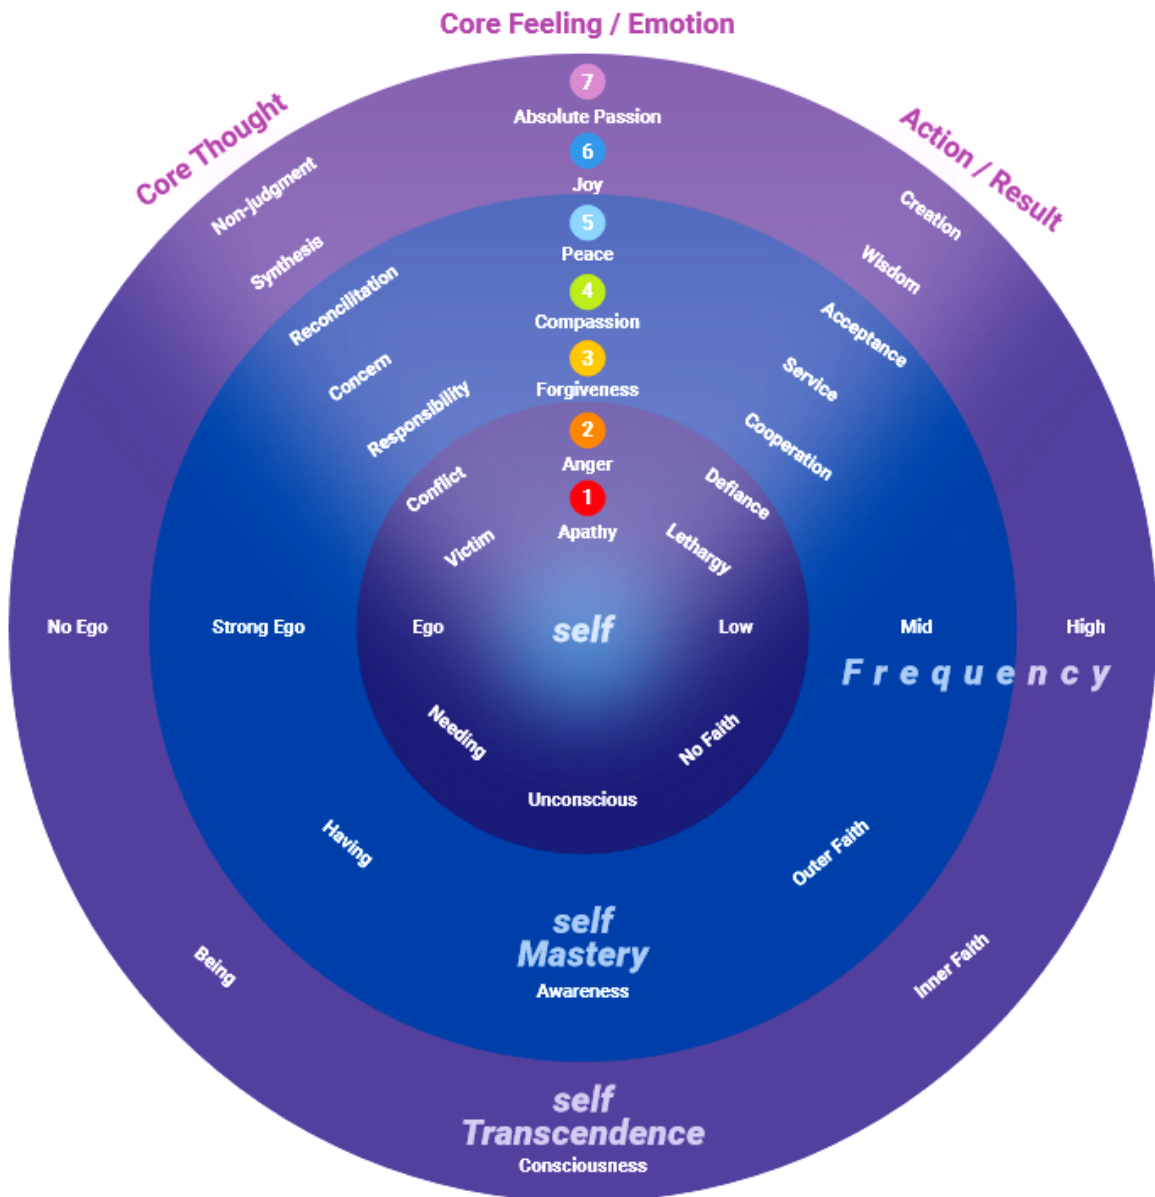 Core Feeling / Emotion
Core Thought
Action / Result
7
Absolute Passion
Non-judgment
Creation
6
Joy
Synthesis
Wisdom
5
Peace
Reconcilitation
Acceptance
4
Compassion
Concern
Service
3
Forgiveness
Responsibility
Cooperation
2
Anger
Conflict
Defiance
1
Apathy
Victim
Lethargy
No Ego
Strong Ego
Ego
self
Low
Mid
High
Frequency
Needing
No Faith
Unconscious
Having
Outer Faith
self
Mastery
Awareness
Being
Inner Faith
self
Transcendence
Consciousness